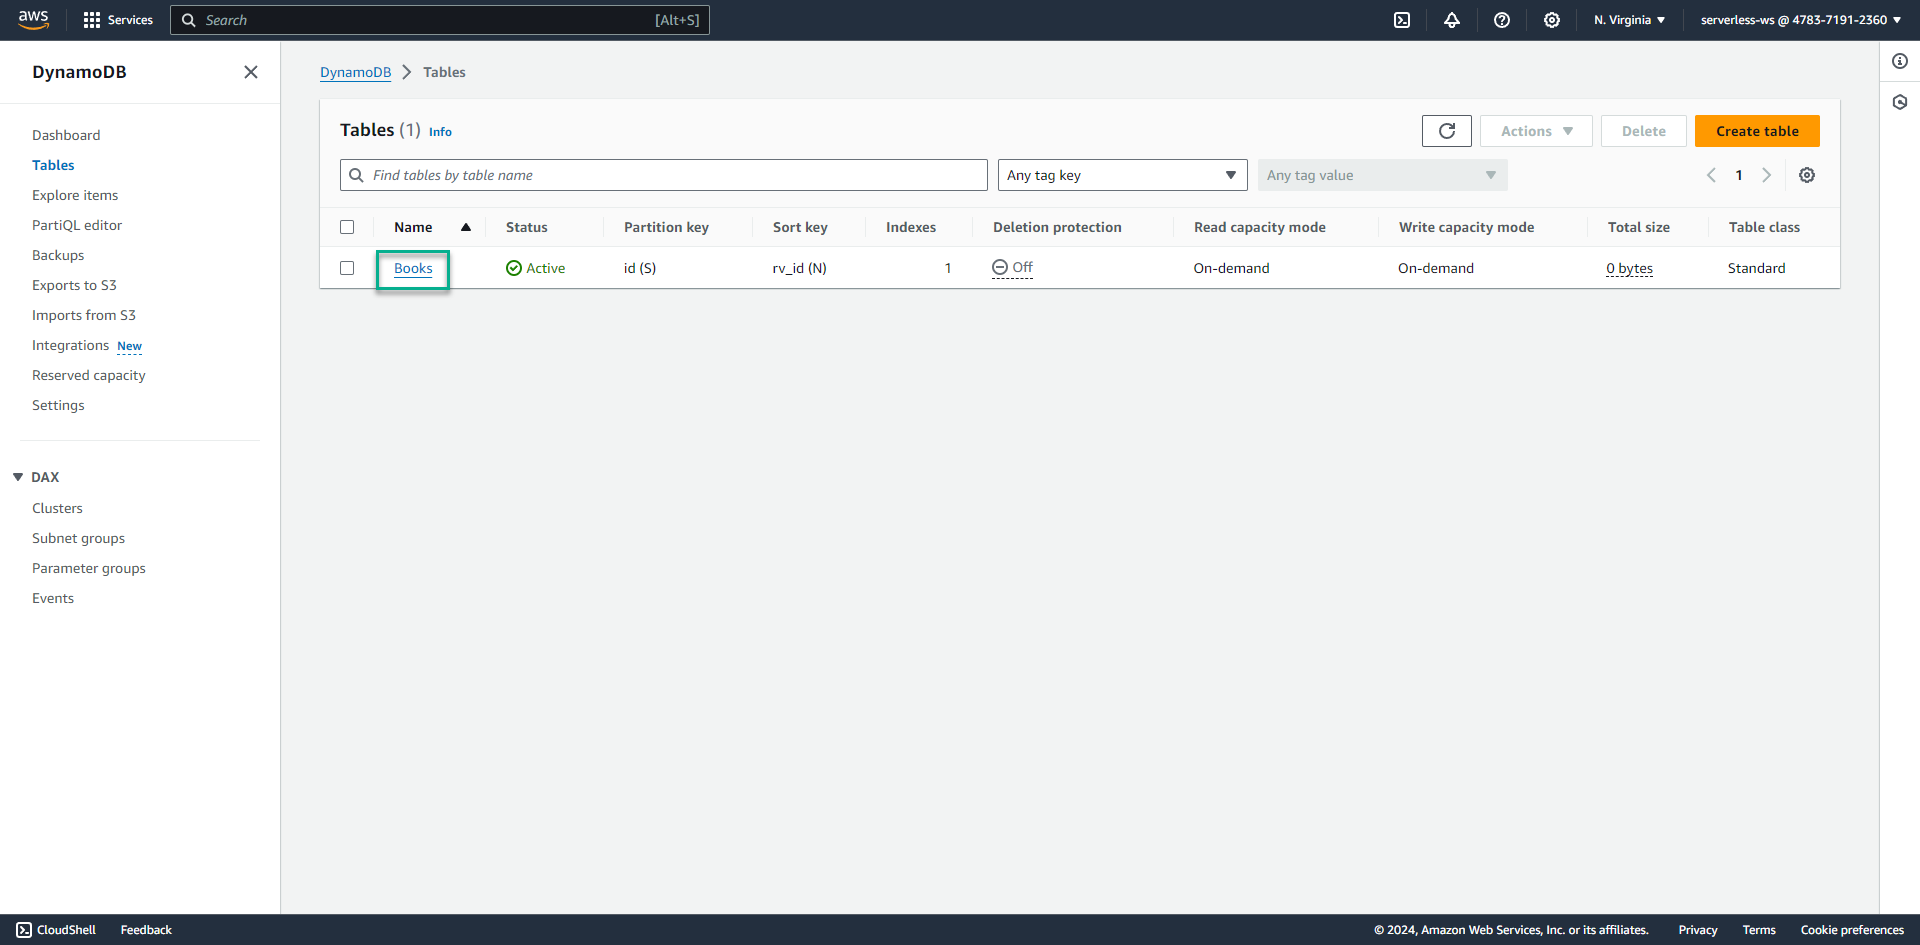 aws
Services
Search
[Alt+S]
N. Virginia
serverless-ws @ 4783-7191-2360
DynamoDB
Dashboard
Tables
Explore items
PartiQL editor
Backups
Exports to S3
Imports from S3
Integrations New
Reserved capacity
Settings
DAX
Clusters
Subnet groups
Parameter groups
Events
DynamoDB Tables
Tables (1) Info
Actions
Delete
Create table
Find tables by table name
Any tag key
Any tag value
1
Name Status Partition key Sort key Indexes Deletion protection Read capacity mode Write capacity mode Total size Table class
Books Active id (S) rv_id (N) 1 Off On-demand On-demand 0 bytes Standard
CloudShell Feedback © 2024, Amazon Web Services, Inc. or its affiliates. Privacy Terms Cookie preferences